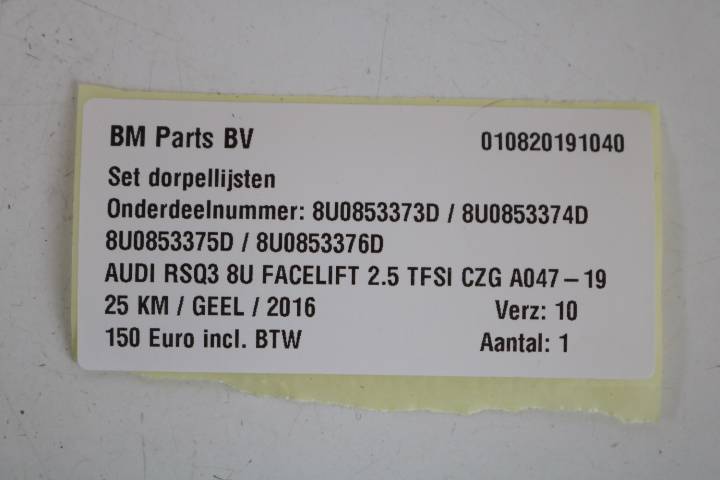 BM Parts BV 010820191040
Set dorpellijsten
Onderdeelnummer: 8U0853373D / 8U0853374D
8U0853375D / 8U0853376D
AUDI RSQ3 8U FACELIFT 2.5 TFSI CZG A047-19
25 KM / GEEL / 2016 Verz: 10
150 Euro incl. BTW Aantal: 1